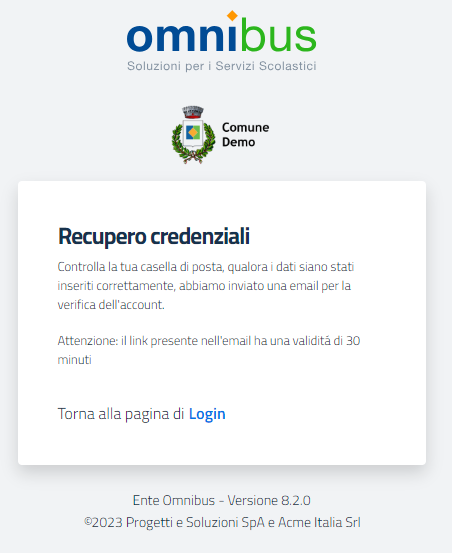 omnibus
Soluzioni per i Servizi Scolastici
Comune
Demo
Recupero credenziali
Controlla la tua casella di posta, qualora i dati siano stati
inseriti correttamente, abbiamo inviato una email per la
verifica dell'account.
Attenzione: il link presente nell'email ha una validità di 30
minuti
Torna alla pagina di Login
Ente Omnibus - Versione 8.2.0
©2023 Progetti e Soluzioni SpA e Acme Italia Srl